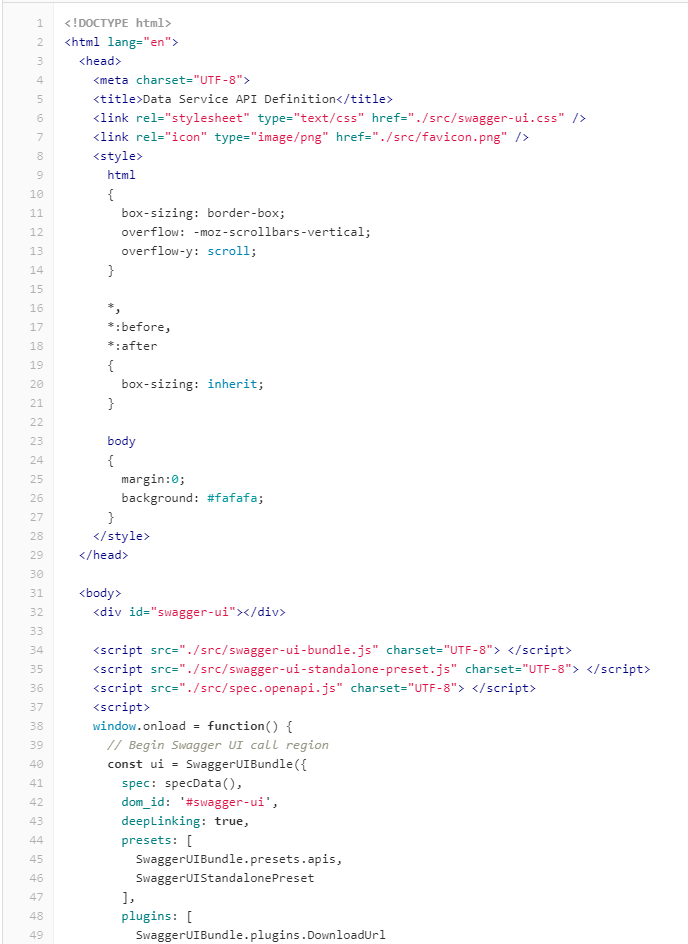 1 <!DOCTYPE html>
2 <html lang="en">
3   <head>
4     <meta charset="UTF-8">
5     <title>Data Service API Definition</title>
6     <link rel="stylesheet" type="text/css" href="./src/swagger-ui.css" />
7     <link rel="icon" type="image/png" href="./src/favicon.png" />
8     <style>
9       html
10       {
11         box-sizing: border-box;
12         overflow: -moz-scrollbars-vertical;
13         overflow-y: scroll;
14       }
15
16       *,
17       *:before,
18       *:after
19       {
20         box-sizing: inherit;
21       }
22
23       body
24       {
25         margin:0;
26         background: #fafafa;
27       }
28     </style>
29   </head>
30
31   <body>
32     <div id="swagger-ui"></div>
33
34     <script src="./src/swagger-ui-bundle.js" charset="UTF-8"> </script>
35     <script src="./src/swagger-ui-standalone-preset.js" charset="UTF-8"> </script>
36     <script src="./src/spec.openapi.js" charset="UTF-8"> </script>
37     <script>
38     window.onload = function() {
39       // Begin Swagger UI call region
40       const ui = SwaggerUIBundle({
41         spec: specData(),
42         dom_id: '#swagger-ui',
43         deepLinking: true,
44         presets: [
45           SwaggerUIBundle.presets.apis,
46           SwaggerUIStandalonePreset
47         ],
48         plugins: [
49           SwaggerUIBundle.plugins.DownloadUrl